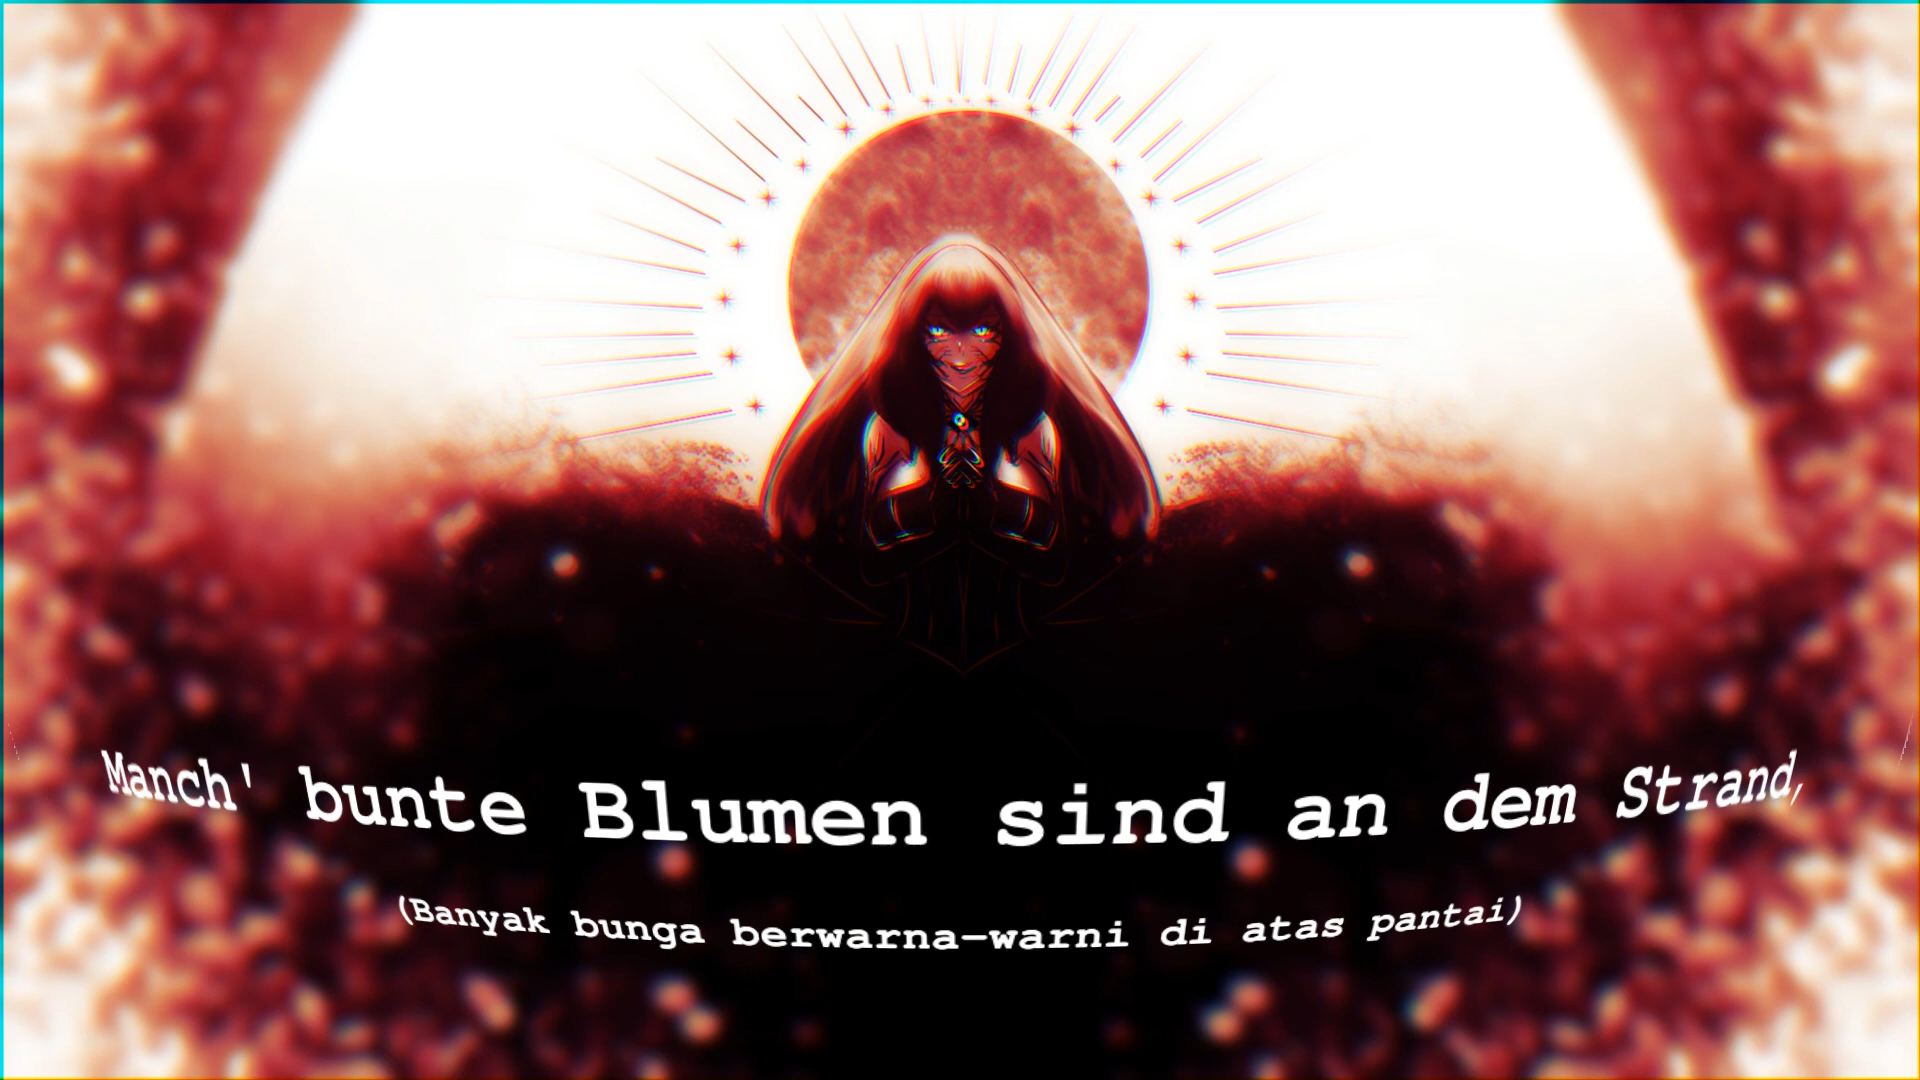 Manch' bunte Blumen sind an dem Strand,
(Banyak bunga berwarna-warni di atas pantai)